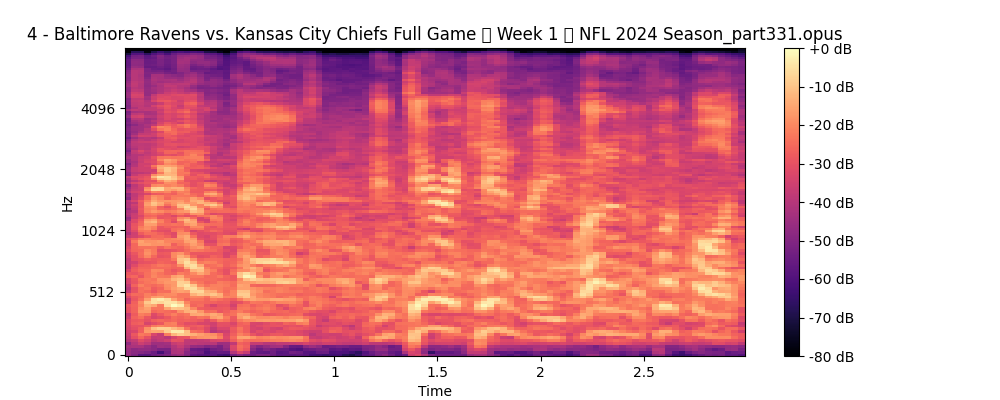 4 - Baltimore Ravens vs. Kansas City Chiefs Full Game ▯ Week 1 ▯ NFL 2024 Season_part331.opus
+0 dB
-10 dB
-20 dB
-30 dB
-40 dB
-50 dB
-60 dB
-70 dB
-80 dB
Hz
4096
2048
1024
512
0
0 0.5 1 1.5 2 2.5
Time